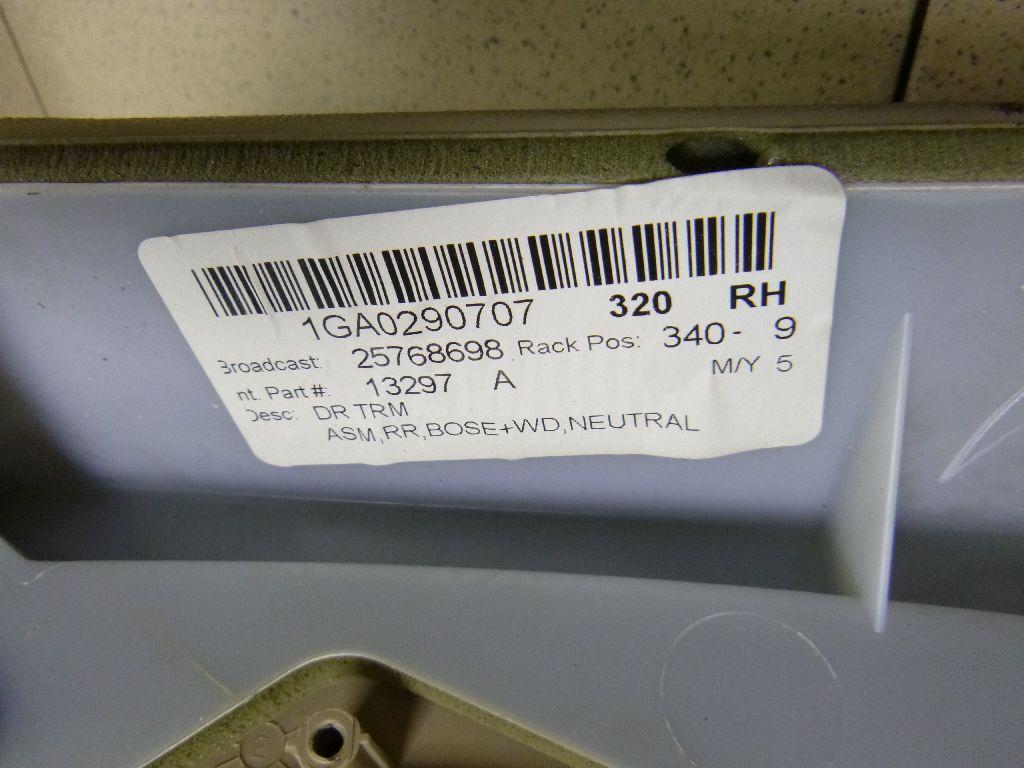 1GA0290707 320 RH
Broadcast: 25768698 Rack Pos: 340- 9
nt. Part #: 13297 A M/Y 5
Desc: DR TRM
ASM,RR,BOSE+WD,NEUTRAL
2